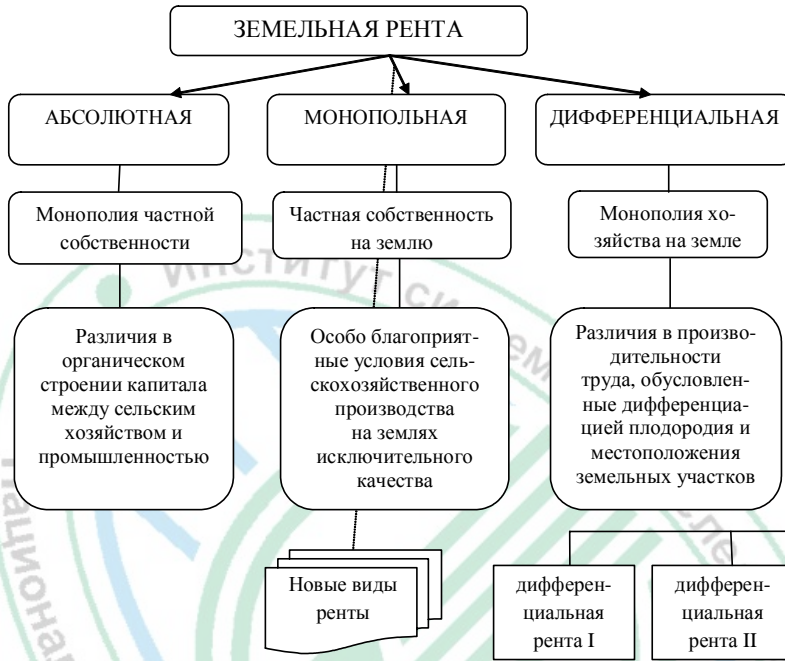 ЗЕМЕЛЬНАЯ РЕНТА
АБСОЛЮТНАЯ
МОНОПОЛЬНАЯ
ДИФФЕРЕНЦИАЛЬНАЯ
Монополия частной
собственности
Частная собственность
на землю
Монополия хо-
зяйства на земле
Различия в
органическом
строении капитала
между сельским
хозяйством и
промышленностью
Особо благоприят-
ные условия сель-
скохозяйственного
производства
на землях
исключительного
качества
Различия в произво-
дительности
труда, обусловлен-
ные дифференциа-
цией плодородия и
местоположения
земельных участков
Новые виды
ренты
дифферен-
циальная
рента I
дифферен-
циальная
рента II
Институт